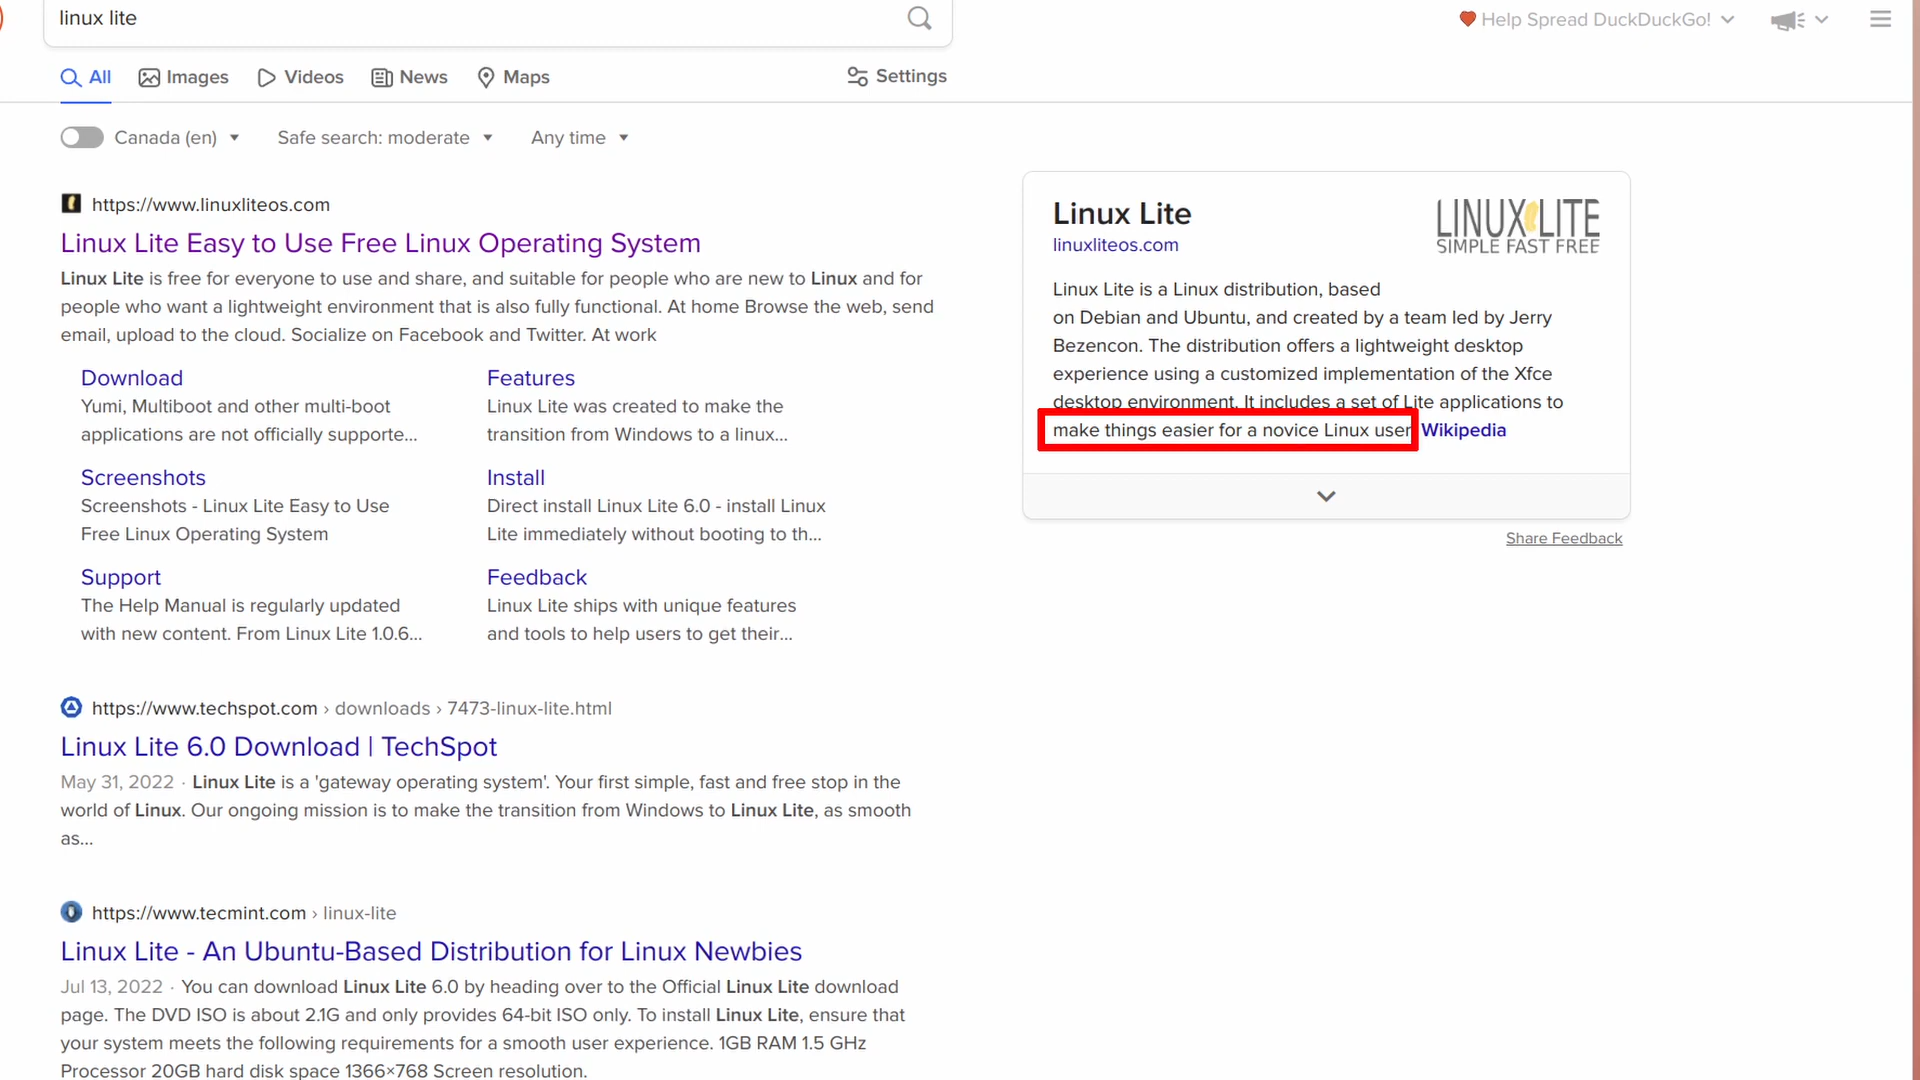 linux lite
Help Spread DuckDuckGo!
All Images Videos News Maps Settings
Canada (en) Safe search: moderate Any time
https://www.linuxliteos.com
Linux Lite Easy to Use Free Linux Operating System
Linux Lite is free for everyone to use and share, and suitable for people who are new to Linux and for
people who want a lightweight environment that is also fully functional. At home Browse the web, send
email, upload to the cloud. Socialize on Facebook and Twitter. At work
Download
Yumi, Multiboot and other multi-boot
applications are not officially supporte...
Features
Linux Lite was created to make the
transition from Windows to a linux...
Screenshots
Screenshots - Linux Lite Easy to Use
Free Linux Operating System
Install
Direct install Linux Lite 6.0 - install Linux
Lite immediately without booting to th...
Support
The Help Manual is regularly updated
with new content. From Linux Lite 1.0.6...
Feedback
Linux Lite ships with unique features
and tools to help users to get their...
https://www.techspot.com › downloads › 7473-linux-lite.html
Linux Lite 6.0 Download | TechSpot
May 31, 2022 · Linux Lite is a 'gateway operating system'. Your first simple, fast and free stop in the
world of Linux. Our ongoing mission is to make the transition from Windows to Linux Lite, as smooth
as...
https://www.tecmint.com › linux-lite
Linux Lite - An Ubuntu-Based Distribution for Linux Newbies
Jul 13, 2022 · You can download Linux Lite 6.0 by heading over to the Official Linux Lite download
page. The DVD ISO is about 2.1G and only provides 64-bit ISO only. To install Linux Lite, ensure that
your system meets the following requirements for a smooth user experience. 1GB RAM 1.5 GHz
Processor 20GB hard disk space 1366×768 Screen resolution.
Linux Lite
linuxliteos.com
LINUX LITE
SIMPLE FAST FREE
Linux Lite is a Linux distribution, based
on Debian and Ubuntu, and created by a team led by Jerry
Bezencon. The distribution offers a lightweight desktop
experience using a customized implementation of the Xfce
desktop environment. It includes a set of Lite applications to
make things easier for a novice Linux user Wikipedia
Share Feedback